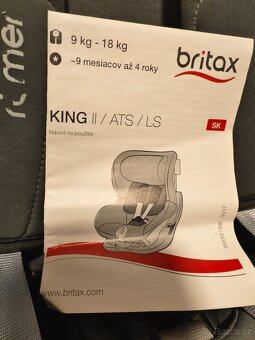 römer
9 kg - 18 kg
britax
~9 mesiacov až 4 roky
KING II / ATS / LS
SK
Návod na použitie
www.britax.com